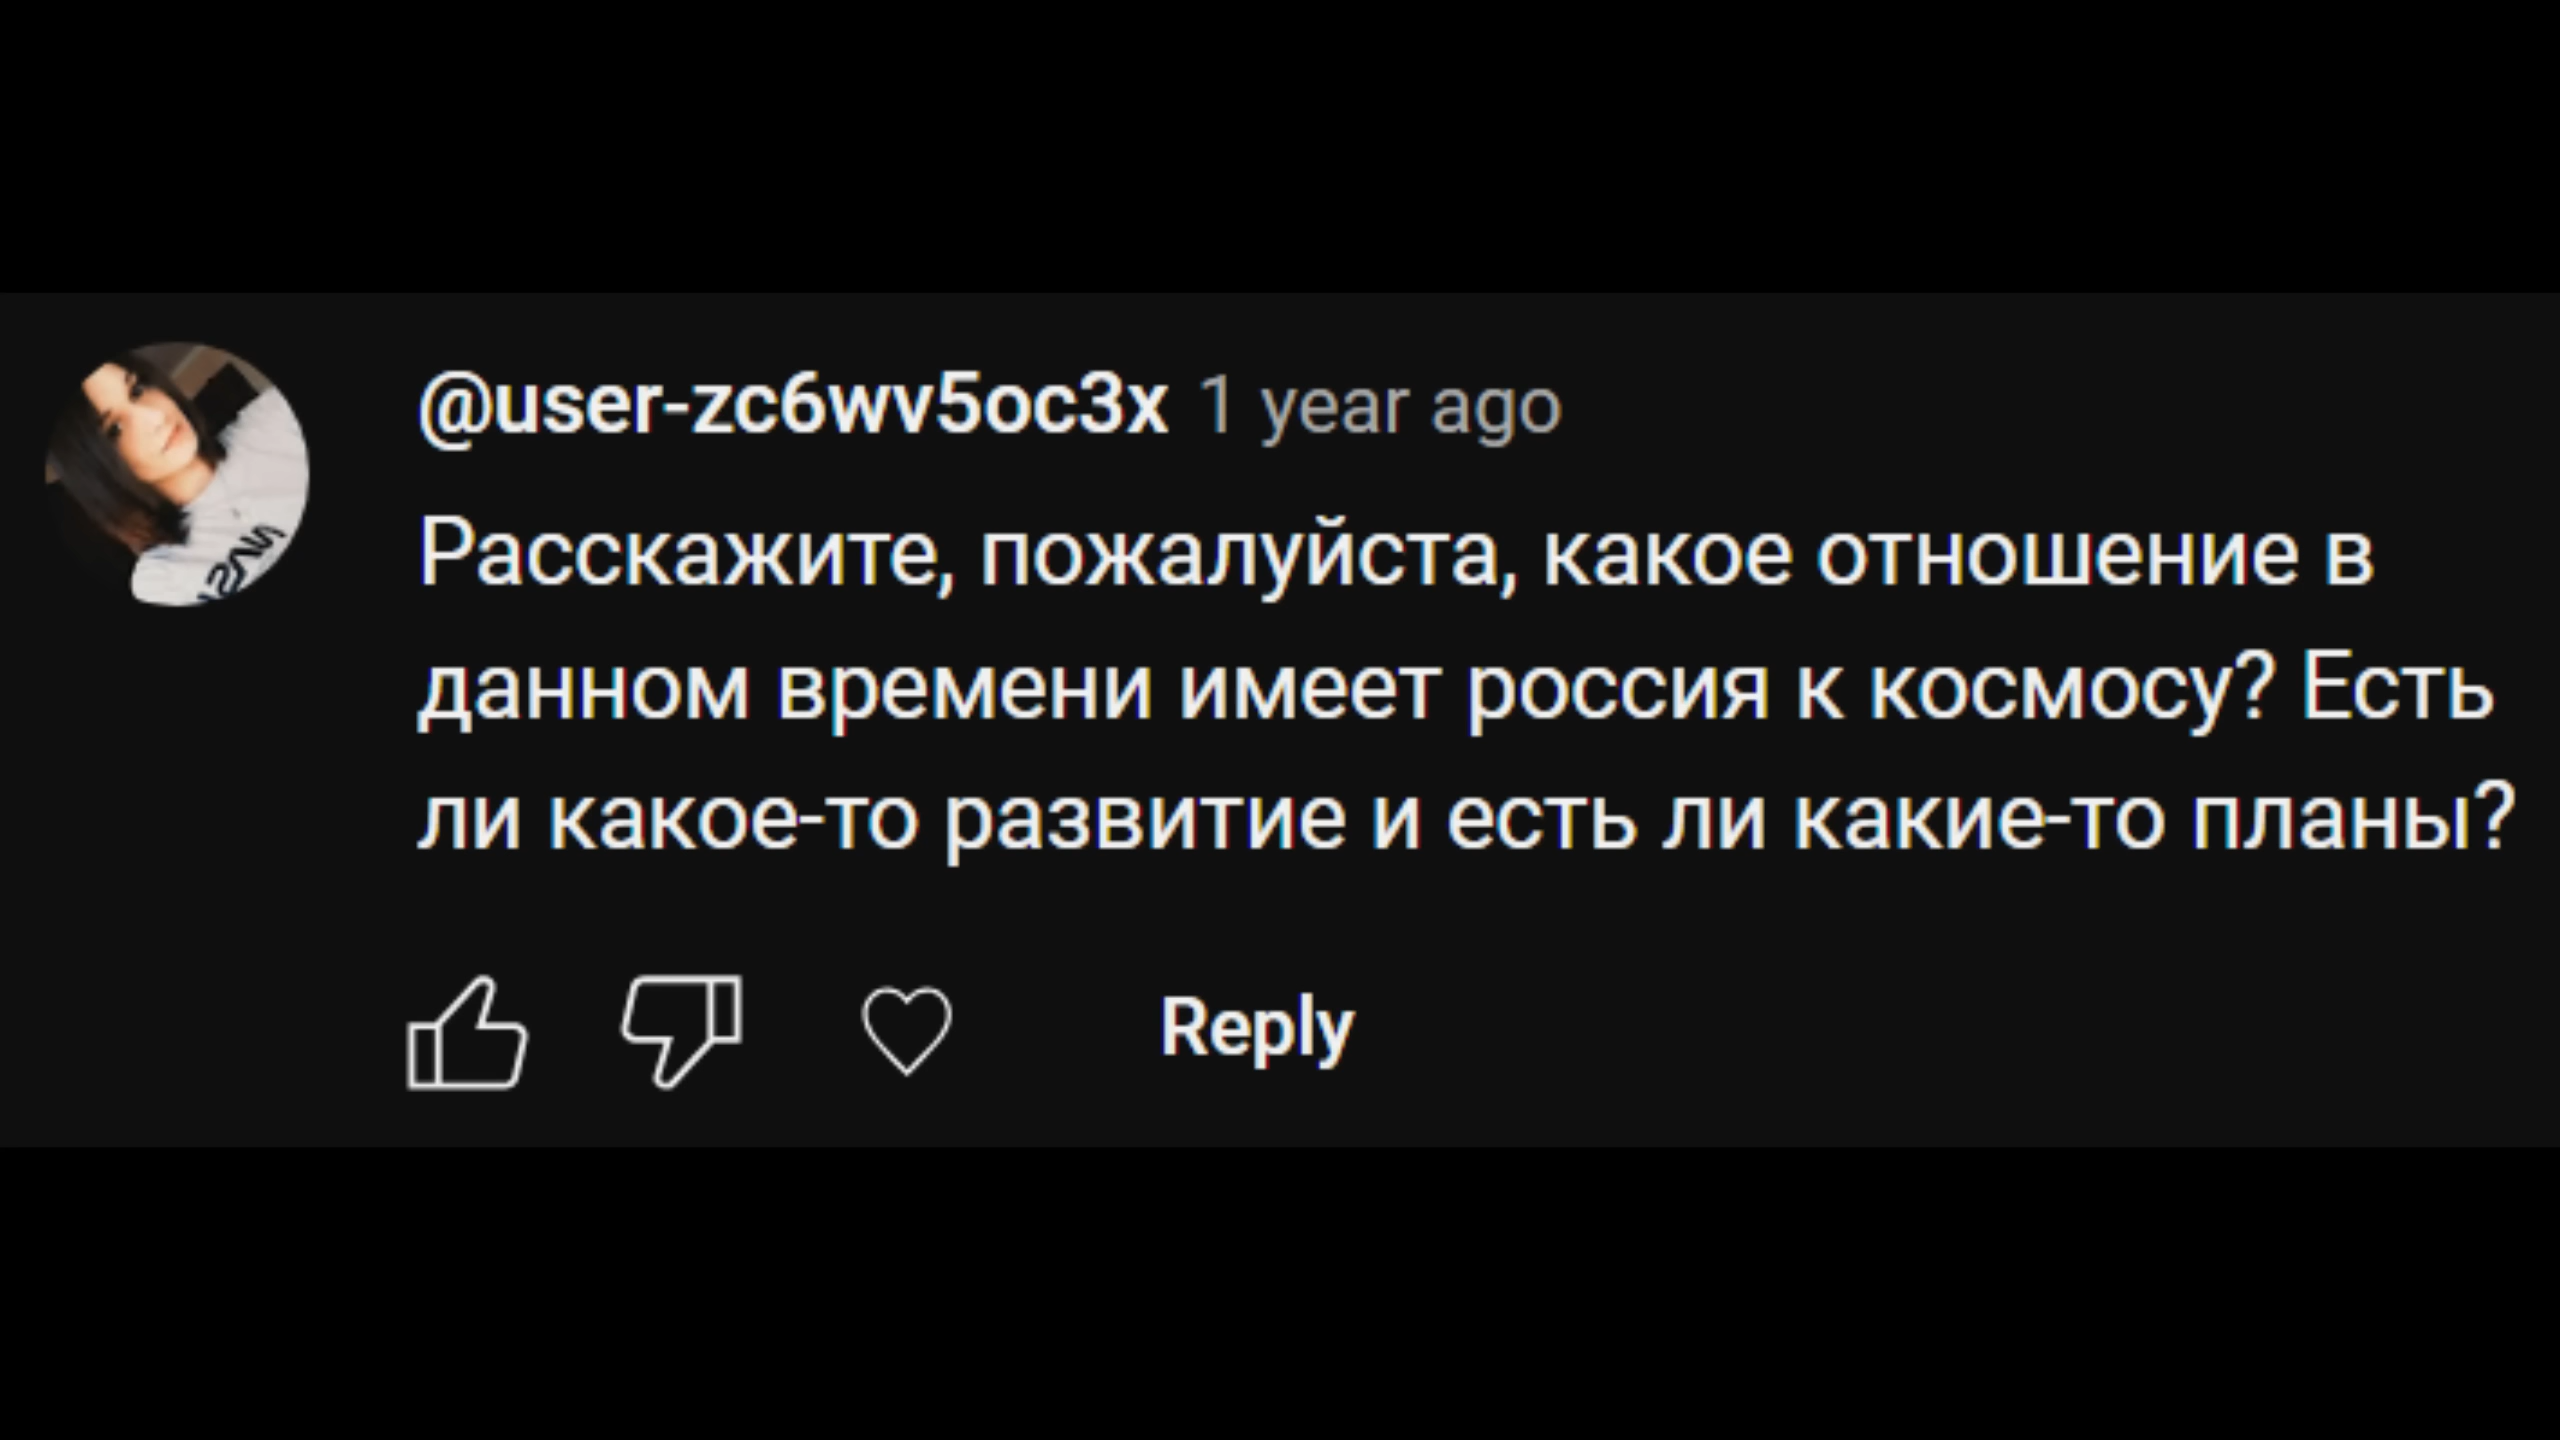 @user-zc6wv5oc3x 1 year ago
Расскажите, пожалуйста, какое отношение в
данном времени имеет россия к космосу? Есть
ли какое-то развитие и есть ли какие-то планы?
Reply